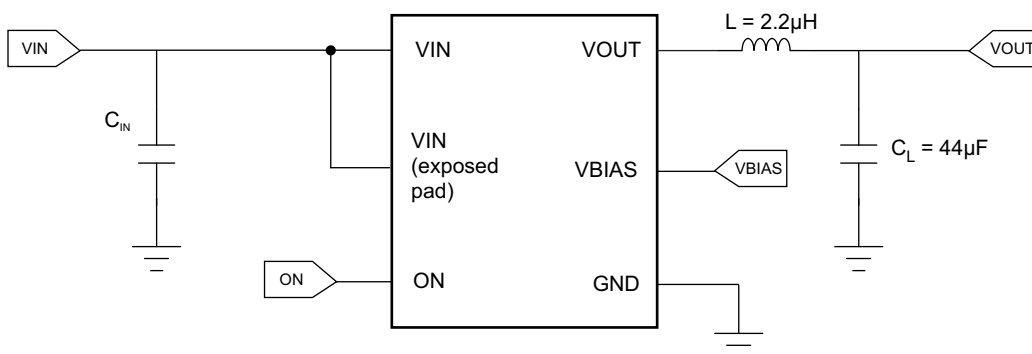 L = 2.2µH
VIN
VIN
VOUT
VOUT
C_IN
VIN
(exposed
pad)
VBIAS
VBIAS
C_L = 44µF
ON
ON
GND